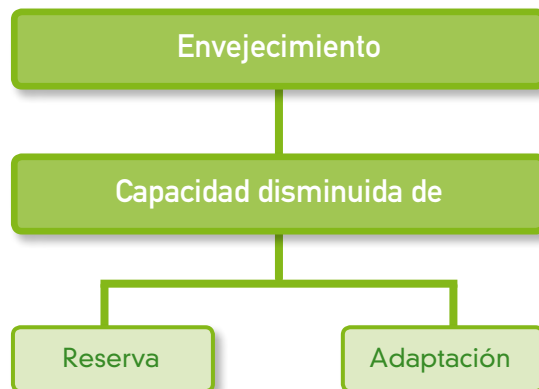 Envejecimiento
Capacidad disminuida de
Reserva
Adaptación